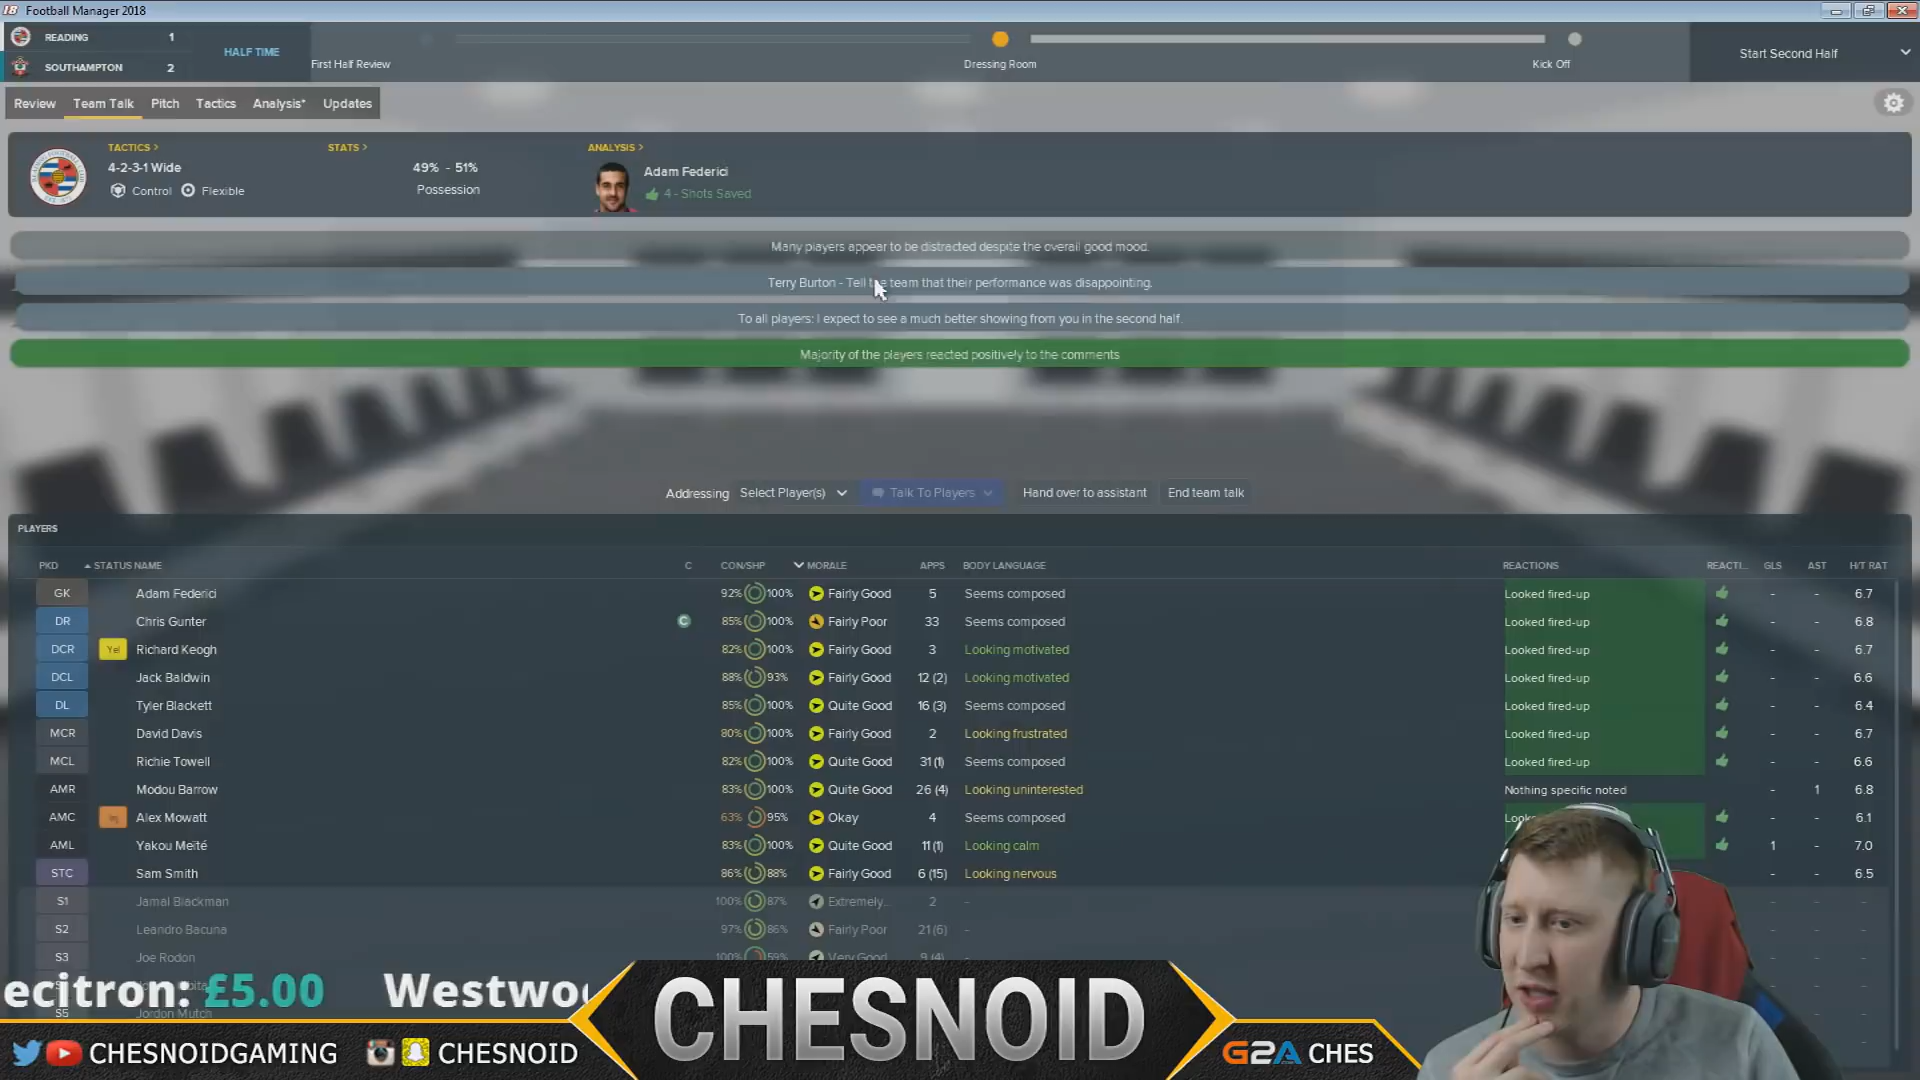 Football Manager 2018
READING 1
SOUTHAMPTON 2
HALF TIME
First Half Review
Dressing Room
Kick Off
Start Second Half
Review Team Talk Pitch Tactics Analysis* Updates
TACTICS >
4-2-3-1 Wide
Control Flexible
STATS >
49% - 51%
Possession
ANALYSIS >
Adam Federici
4 - Shots Saved
Many players appear to be distracted despite the overall good mood.
Terry Burton - Tell the team that their performance was disappointing.
To all players: I expect to see a much better showing from you in the second half.
Majority of the players reacted positively to the comments
Addressing Select Player(s) Talk To Players Hand over to assistant End team talk
PLAYERS
PKD STATUS NAME C CON/SHP MORALE APPS BODY LANGUAGE REACTIONS REACTI... GLS AST H/T RAT
GK Adam Federici 92% 100% Fairly Good 5 Seems composed Looked fired-up - - 6.7
DR Chris Gunter C 85% 100% Fairly Poor 33 Seems composed Looked fired-up - - 6.8
DCR Yel Richard Keogh 82% 100% Fairly Good 3 Looking motivated Looked fired-up - - 6.7
DCL Jack Baldwin 88% 93% Fairly Good 12 (2) Looking motivated Looked fired-up - - 6.6
DL Tyler Blackett 85% 100% Quite Good 16 (3) Seems composed Looked fired-up - - 6.4
MCR David Davis 80% 100% Fairly Good 2 Looking frustrated Looked fired-up - - 6.7
MCL Richie Towell 82% 100% Quite Good 31 (1) Seems composed Looked fired-up - - 6.6
AMR Modou Barrow 83% 100% Quite Good 26 (4) Looking uninterested Nothing specific noted - 1 6.8
AMC Alex Mowatt 63% 95% Okay 4 Seems composed - - 6.1
AML Yakou Meïté 83% 100% Quite Good 11 (1) Looking calm 1 - 7.0
STC Sam Smith 86% 88% Fairly Good 6 (15) Looking nervous - - 6.5
S1 Jamal Blackman 100% 87% Extremely... 2 -
S2 Leandro Bacuna 97% 86% Fairly Poor 21 (6) -
S3 Joe Rodon 100% 59% Very Good 9 (4) -
S5 Jordon Mutch
ecitron: £5.00 Westwo
CHESNOID
CHESNOIDGAMING CHESNOID
G2A CHES